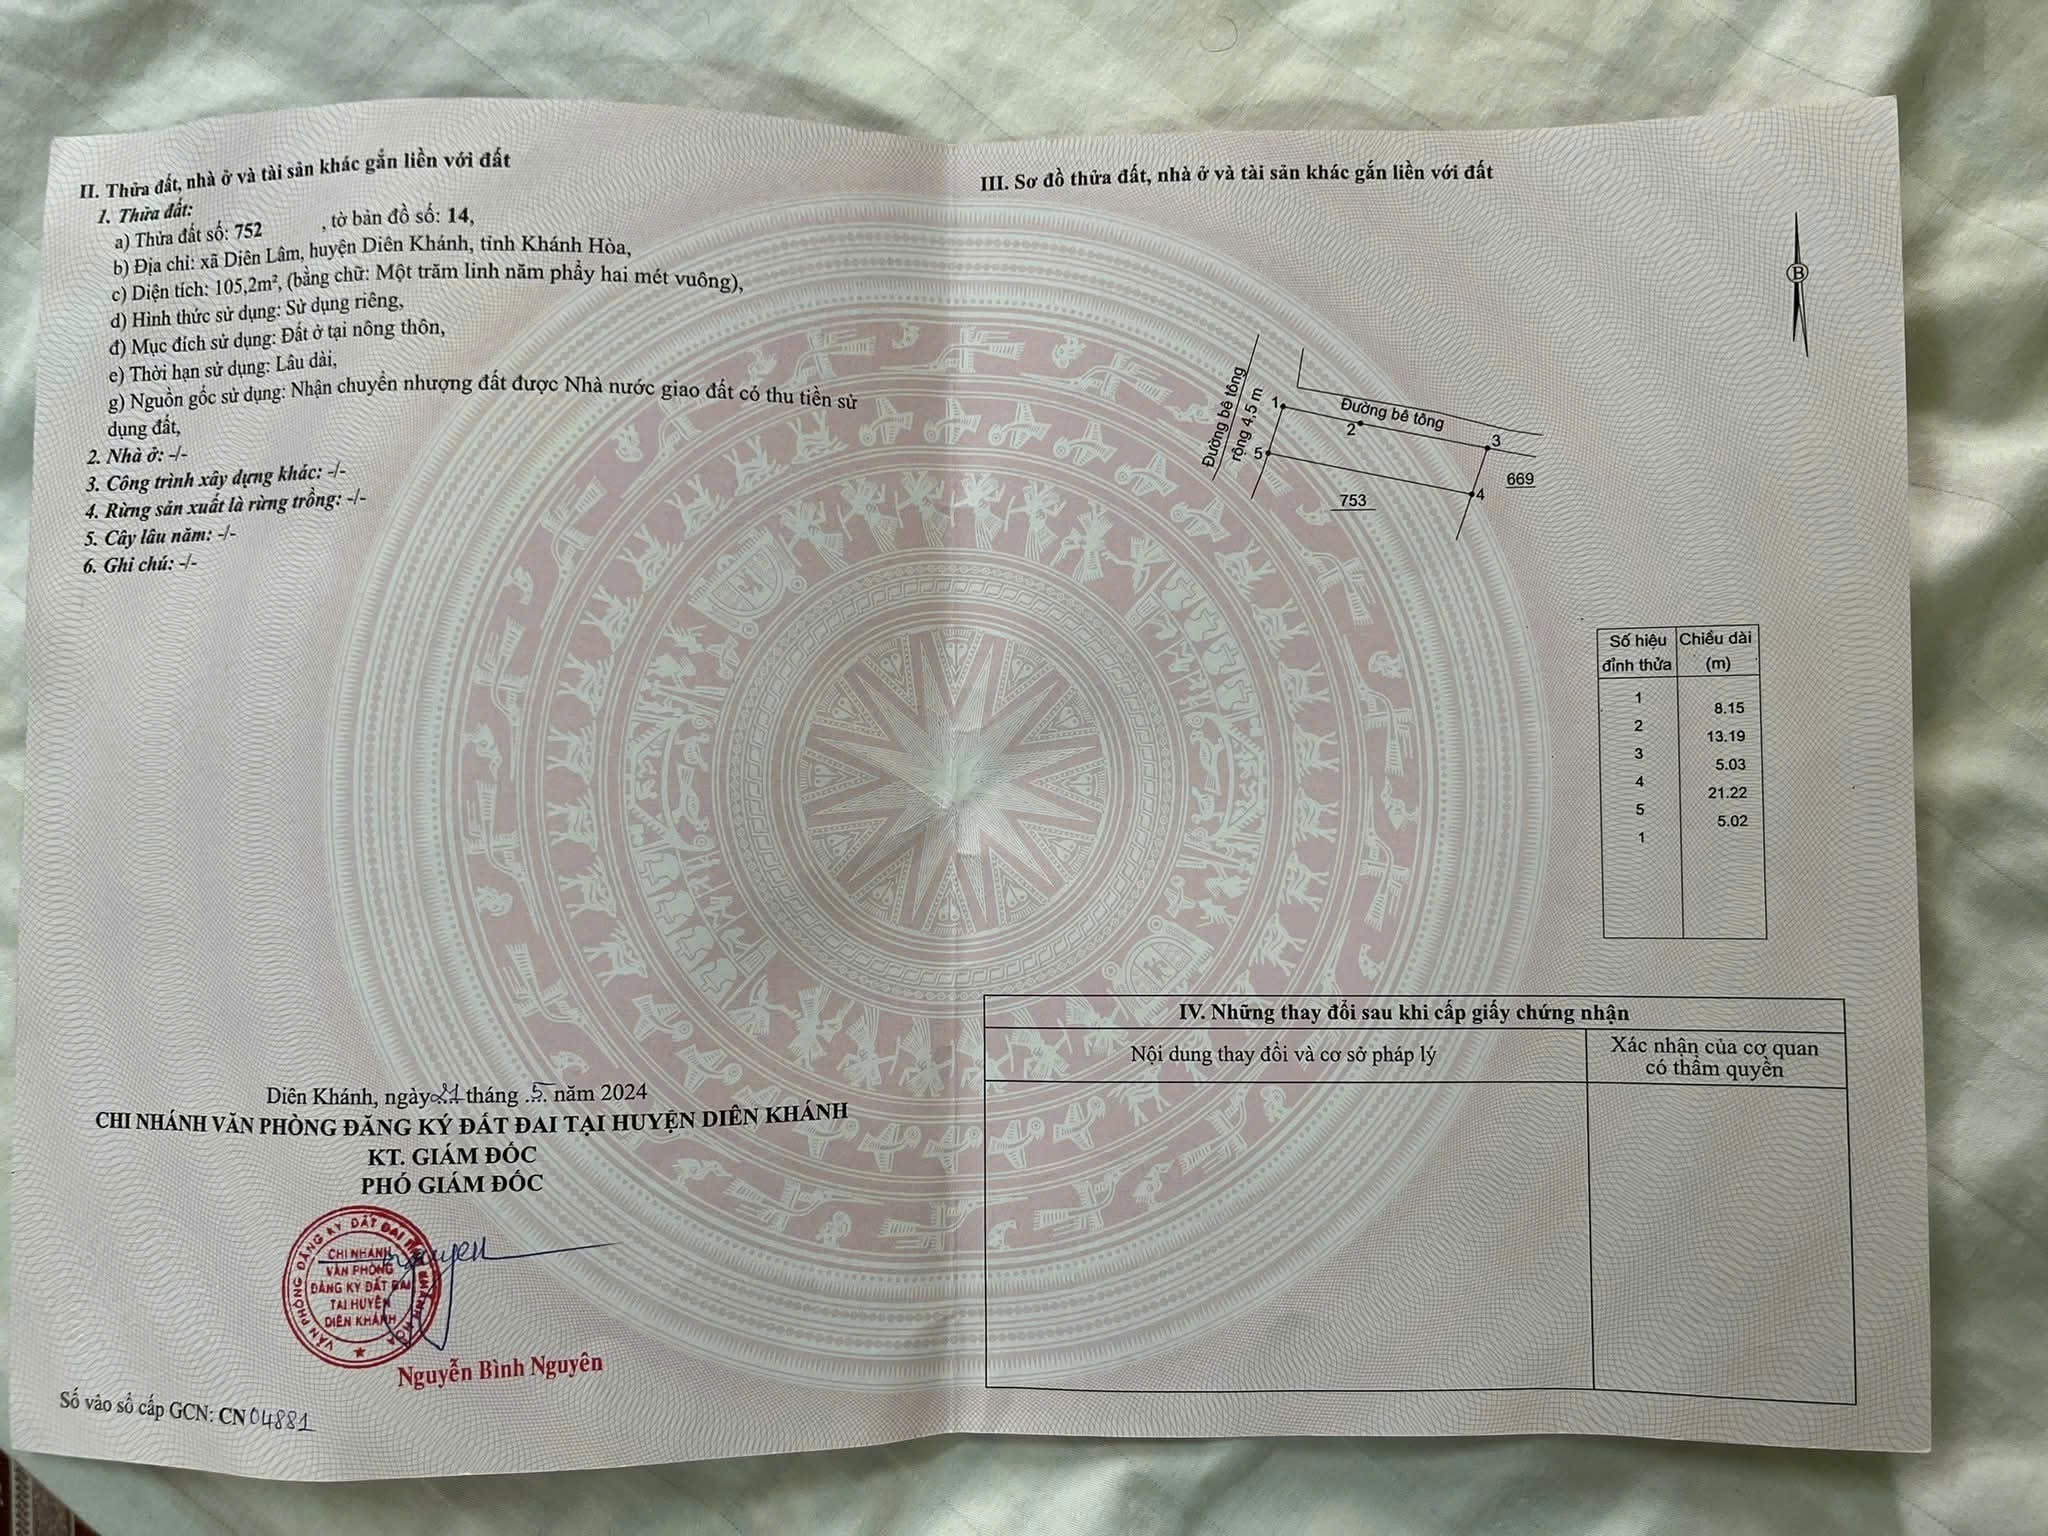 II. Thửa đất, nhà ở và tài sản khác gắn liền với đất
1. Thửa đất:
a) Thửa đất số: 752 , tờ bản đồ số: 14,
b) Địa chỉ: xã Diên Lâm, huyện Diên Khánh, tỉnh Khánh Hòa,
c) Diện tích: 105,2m², (bằng chữ: Một trăm linh năm phẩy hai mét vuông),
d) Hình thức sử dụng: Sử dụng riêng,
đ) Mục đích sử dụng: Đất ở tại nông thôn,
e) Thời hạn sử dụng: Lâu dài,
g) Nguồn gốc sử dụng: Nhận chuyển nhượng đất được Nhà nước giao đất có thu tiền sử
dụng đất,
2. Nhà ở: -/-
3. Công trình xây dựng khác: -/-
4. Rừng sản xuất là rừng trồng: -/-
5. Cây lâu năm: -/-
6. Ghi chú: -/-
Diên Khánh, ngày 21 tháng .5. năm 2024
CHI NHÁNH VĂN PHÒNG ĐĂNG KÝ ĐẤT ĐAI TẠI HUYỆN DIÊN KHÁNH
KT. GIÁM ĐỐC
PHÓ GIÁM ĐỐC
CHI NHÁNH
VĂN PHÒNG
ĐĂNG KÝ ĐẤT ĐAI
TẠI HUYỆN
DIÊN KHÁNH
VĂN PHÒNG ĐĂNG KÝ ĐẤT ĐAI
Nguyễn Bình Nguyên
Số vào sổ cấp GCN: CN 04881
III. Sơ đồ thửa đất, nhà ở và tài sản khác gắn liền với đất
B
Đường bê tông
rộng 4,5 m
Đường bê tông
1
2
3
5
4
669
753
Số hiệu đỉnh thửa
Chiều dài (m)
1
8.15
2
13.19
3
5.03
4
21.22
5
5.02
1
IV. Những thay đổi sau khi cấp giấy chứng nhận
Nội dung thay đổi và cơ sở pháp lý
Xác nhận của cơ quan
có thẩm quyền